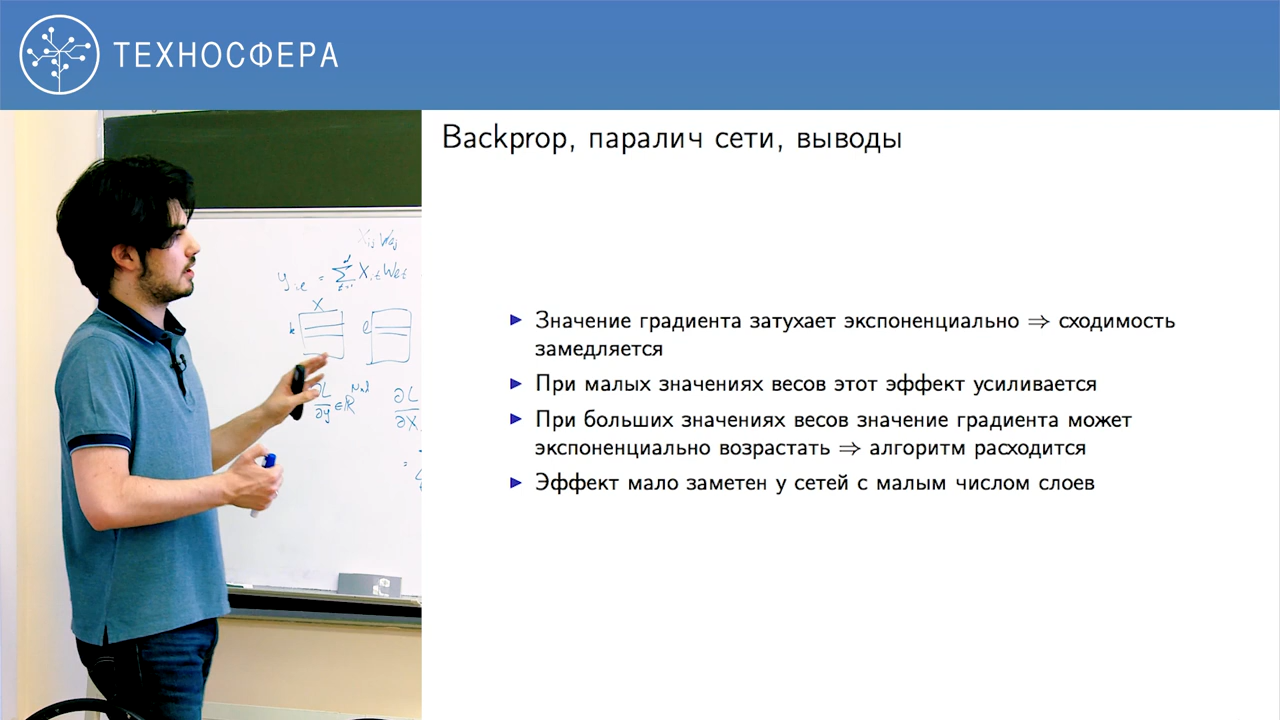 ТЕХНОСФЕРА
Backprop, паралич сети, выводы
Значение градиента затухает экспоненциально ⇒ сходимость
замедляется
При малых значениях весов этот эффект усиливается
При больших значениях весов значение градиента может
экспоненциально возрастать ⇒ алгоритм расходится
Эффект мало заметен у сетей с малым числом слоев
X
k
∂L
∂y
∂L
∂X